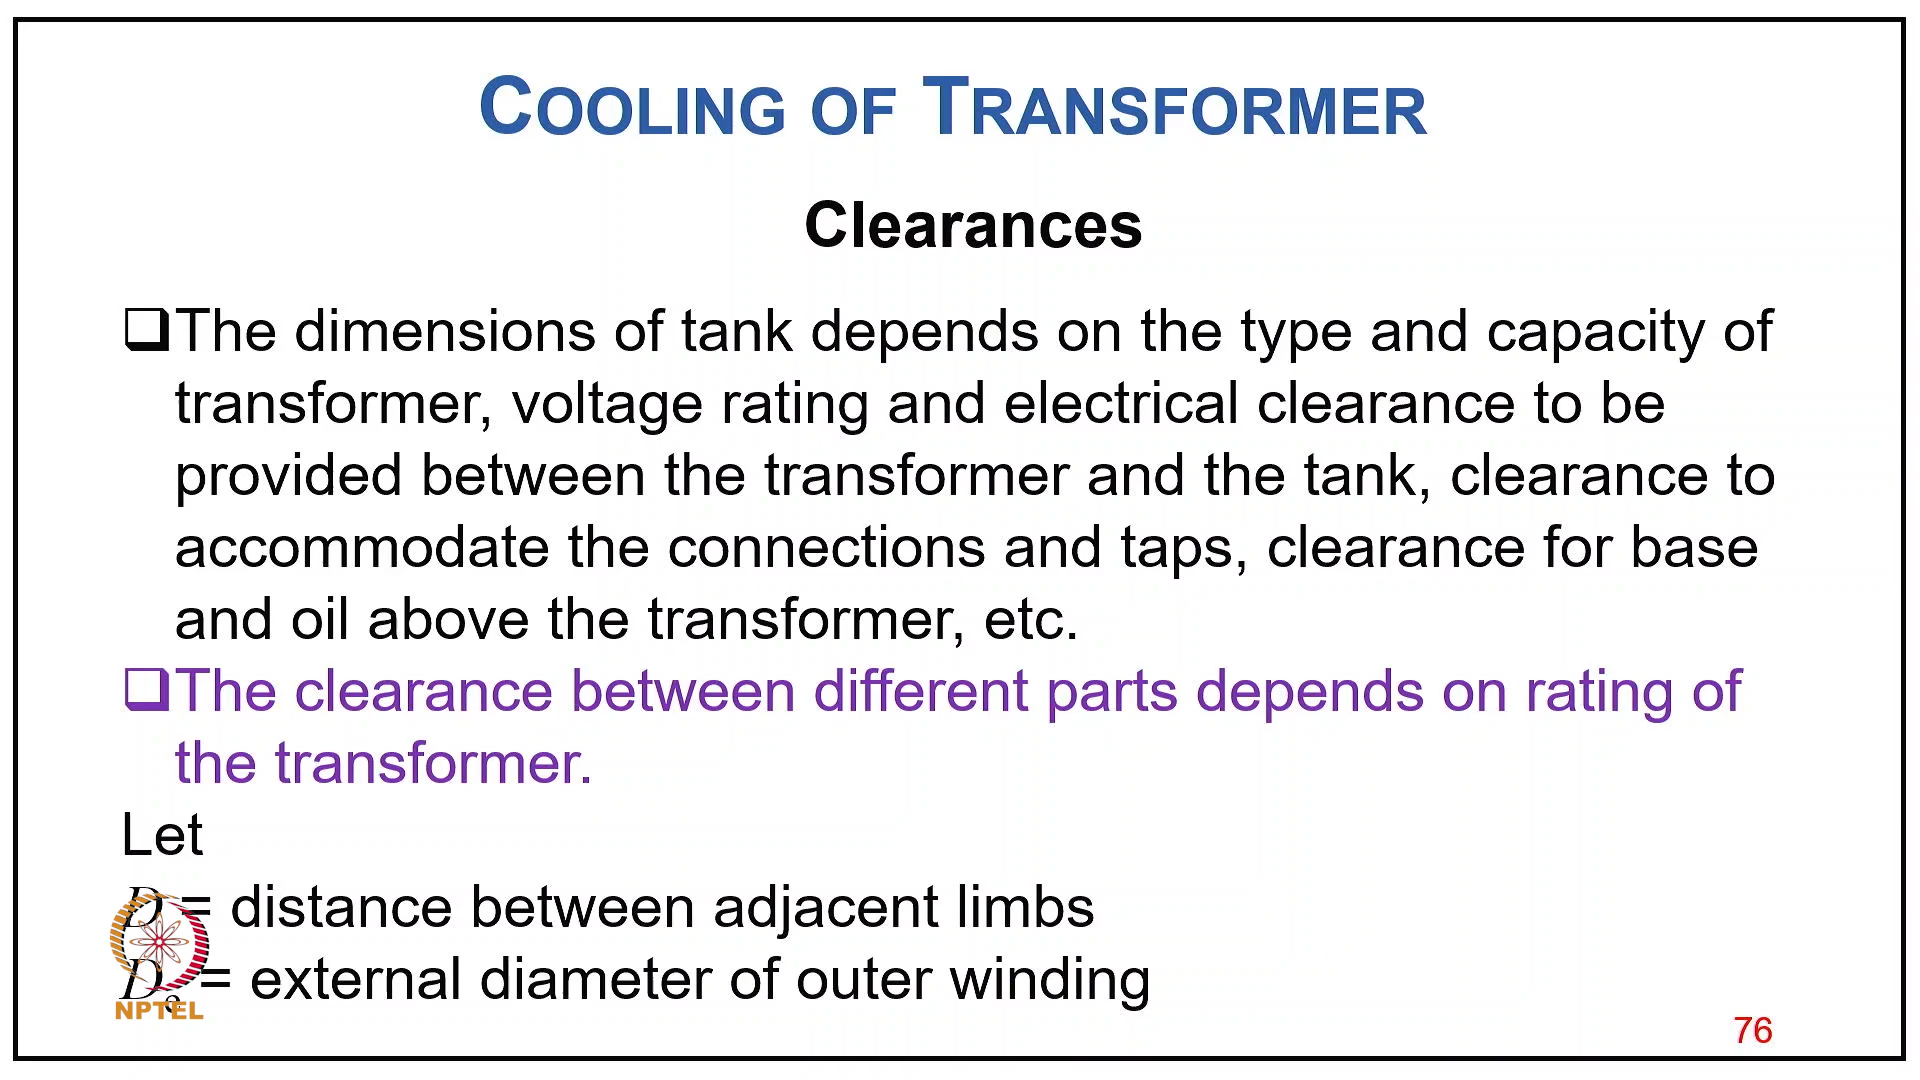 COOLING OF TRANSFORMER
Clearances
❑The dimensions of tank depends on the type and capacity of
transformer, voltage rating and electrical clearance to be
provided between the transformer and the tank, clearance to
accommodate the connections and taps, clearance for base
and oil above the transformer, etc.
❑The clearance between different parts depends on rating of
the transformer.
Let
D = distance between adjacent limbs
Dₑ = external diameter of outer winding
NPTEL
76